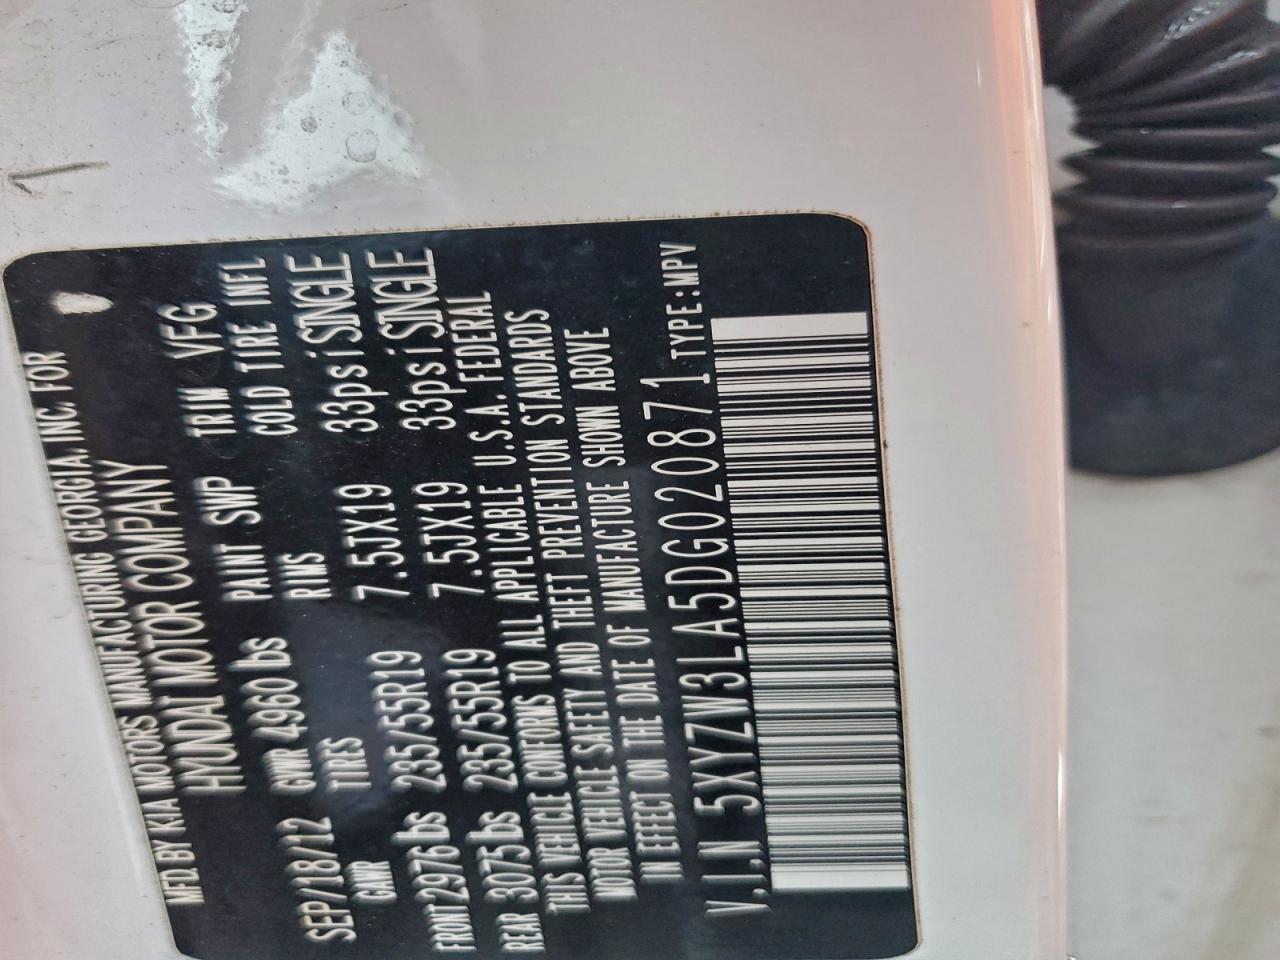 MFD BY KIA MOTORS MANUFACTURING GEORGIA. INC. FOR
HYUNDAI MOTOR COMPANY
SEP/18/12 GVWR 4960 lbs PAINT SWP TRIM VFG
GAWR TIRES RIMS COLD TIRE INFL
FRONT 2976 lbs 235/55R19 7.5JX19 33psi SINGLE
REAR 3075 lbs 235/55R19 7.5JX19 33psi SINGLE
THIS VEHICLE CONFORMS TO ALL APPLICABLE U.S.A. FEDERAL
MOTOR VEHICLE SAFETY AND THEFT PREVENTION STANDARDS
IN EFFECT ON THE DATE OF MANUFACTURE SHOWN ABOVE
V.I.N 5XYZW3LA5DG020871 TYPE:MPV